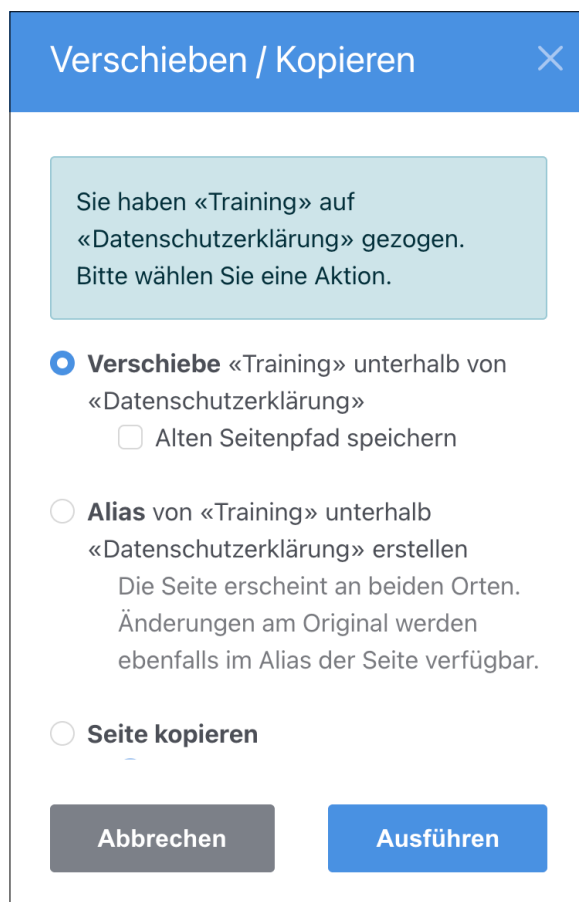 Verschieben / Kopieren
Sie haben «Training» auf
«Datenschutzerklärung» gezogen.
Bitte wählen Sie eine Aktion.
Verschiebe «Training» unterhalb von
«Datenschutzerklärung»
Alten Seitenpfad speichern
Alias von «Training» unterhalb
«Datenschutzerklärung» erstellen
Die Seite erscheint an beiden Orten.
Änderungen am Original werden
ebenfalls im Alias der Seite verfügbar.
Seite kopieren
Abbrechen
Ausführen